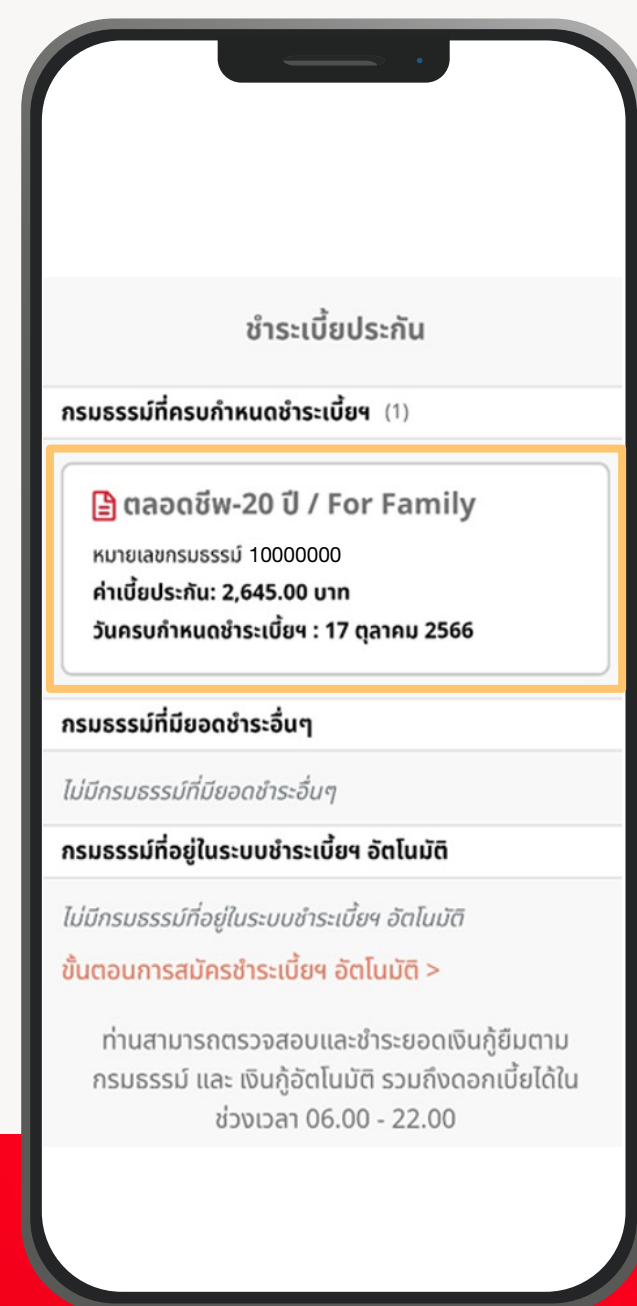 ชำระเบี้ยประกัน
กรมธรรม์ที่ครบกำหนดชำระเบี้ยฯ (1)
ตลอดชีพ-20 ปี / For Family
หมายเลขกรมธรรม์ 10000000
ค่าเบี้ยประกัน: 2,645.00 บาท
วันครบกำหนดชำระเบี้ยฯ : 17 ตุลาคม 2566
กรมธรรม์ที่มียอดชำระอื่นๆ
ไม่มีกรมธรรม์ที่มียอดชำระอื่นๆ
กรมธรรม์ที่อยู่ในระบบชำระเบี้ยฯ อัตโนมัติ
ไม่มีกรมธรรม์ที่อยู่ในระบบชำระเบี้ยฯ อัตโนมัติ
ขั้นตอนการสมัครชำระเบี้ยฯ อัตโนมัติ >
ท่านสามารถตรวจสอบและชำระยอดเงินกู้ยืมตาม
กรมธรรม์ และ เงินกู้อัตโนมัติ รวมถึงดอกเบี้ยได้ใน
ช่วงเวลา 06.00 - 22.00